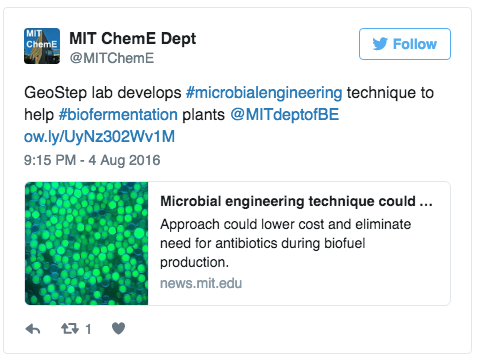 MIT
ChemE
MIT ChemE Dept
@MITChemE
Follow
GeoStep lab develops #microbialengineering technique to
help #biofermentation plants @MITdeptofBE
ow.ly/UyNz302Wv1M
9:15 PM - 4 Aug 2016
Microbial engineering technique could ...
Approach could lower cost and eliminate
need for antibiotics during biofuel
production.
news.mit.edu
1